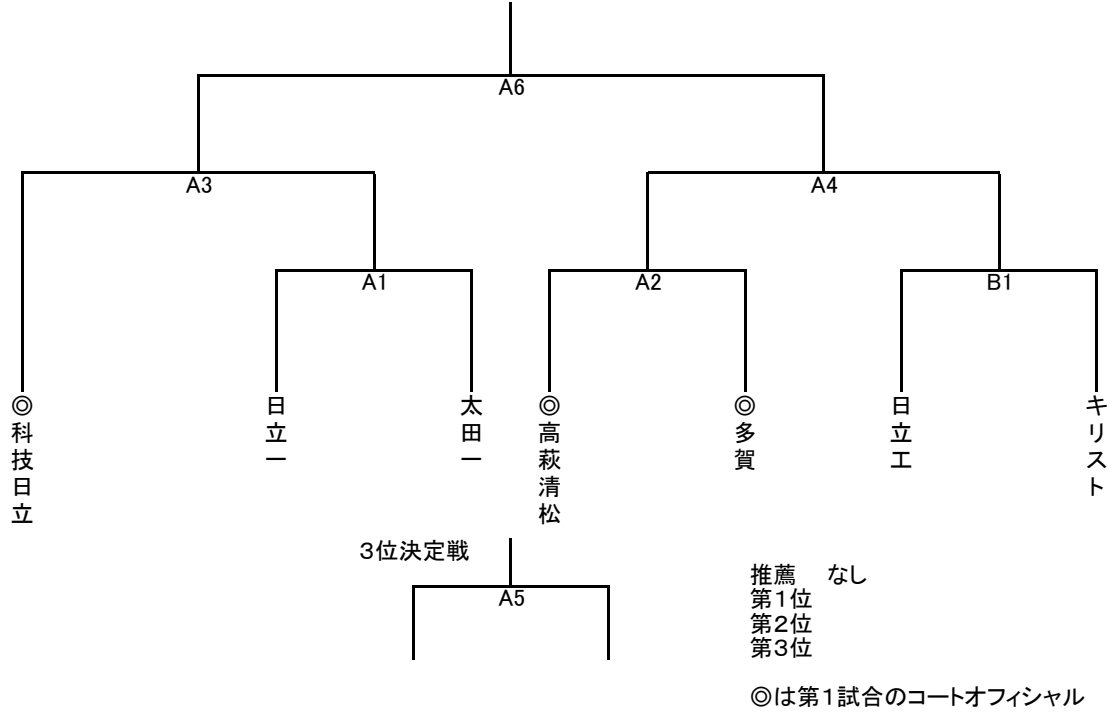 A6
A3
A4
A1
A2
B1
◎科技日立
日立一
太田一
◎高萩清松
◎多賀
日立工
キリスト
３位決定戦
A5
推薦　なし
第１位
第２位
第３位
◎は第１試合のコートオフィシャル